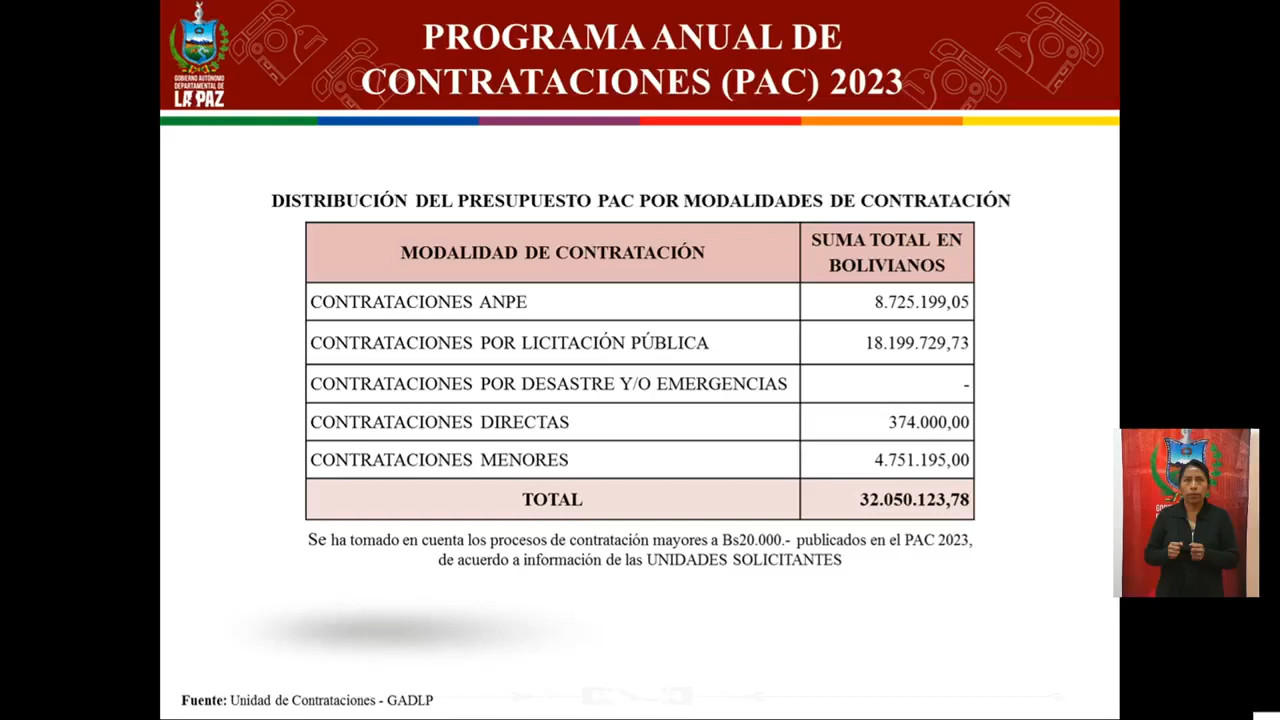 GOBIERNO AUTÓNOMO
DEPARTAMENTAL DE
LA PAZ
PROGRAMA ANUAL DE
CONTRATACIONES (PAC) 2023
DISTRIBUCIÓN DEL PRESUPUESTO PAC POR MODALIDADES DE CONTRATACIÓN
MODALIDAD DE CONTRATACIÓN
SUMA TOTAL EN
BOLIVIANOS
CONTRATACIONES ANPE 8.725.199,05
CONTRATACIONES POR LICITACIÓN PÚBLICA 18.199.729,73
CONTRATACIONES POR DESASTRE Y/O EMERGENCIAS -
CONTRATACIONES DIRECTAS 374.000,00
CONTRATACIONES MENORES 4.751.195,00
TOTAL 32.050.123,78
Se ha tomado en cuenta los procesos de contratación mayores a Bs20.000.- publicados en el PAC 2023,
de acuerdo a información de las UNIDADES SOLICITANTES
Fuente: Unidad de Contrataciones - GADLP